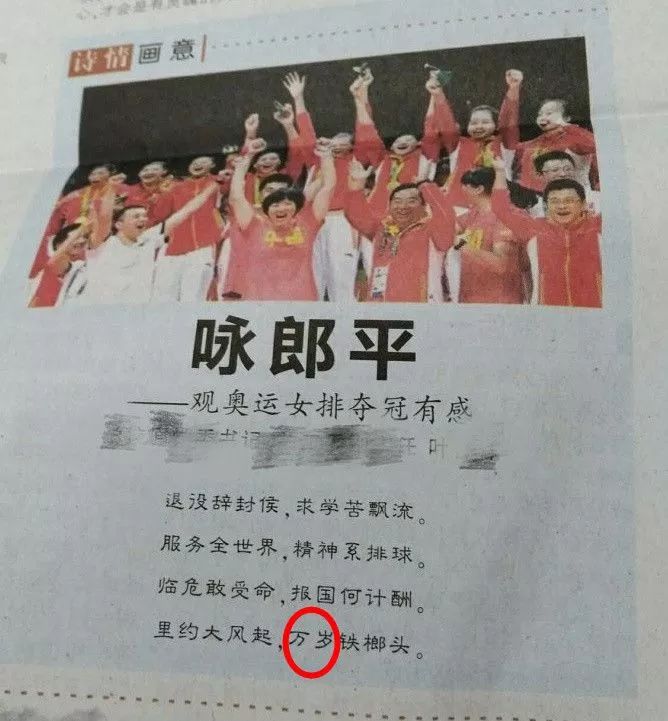 诗情画意
咏郎平
——观奥运女排夺冠有感
叶
退没辞封侯，求学苦飘流。
服务全世界，精神系排球。
临危敢受命，报国何计酬。
里约大风起，万岁铁榔头。